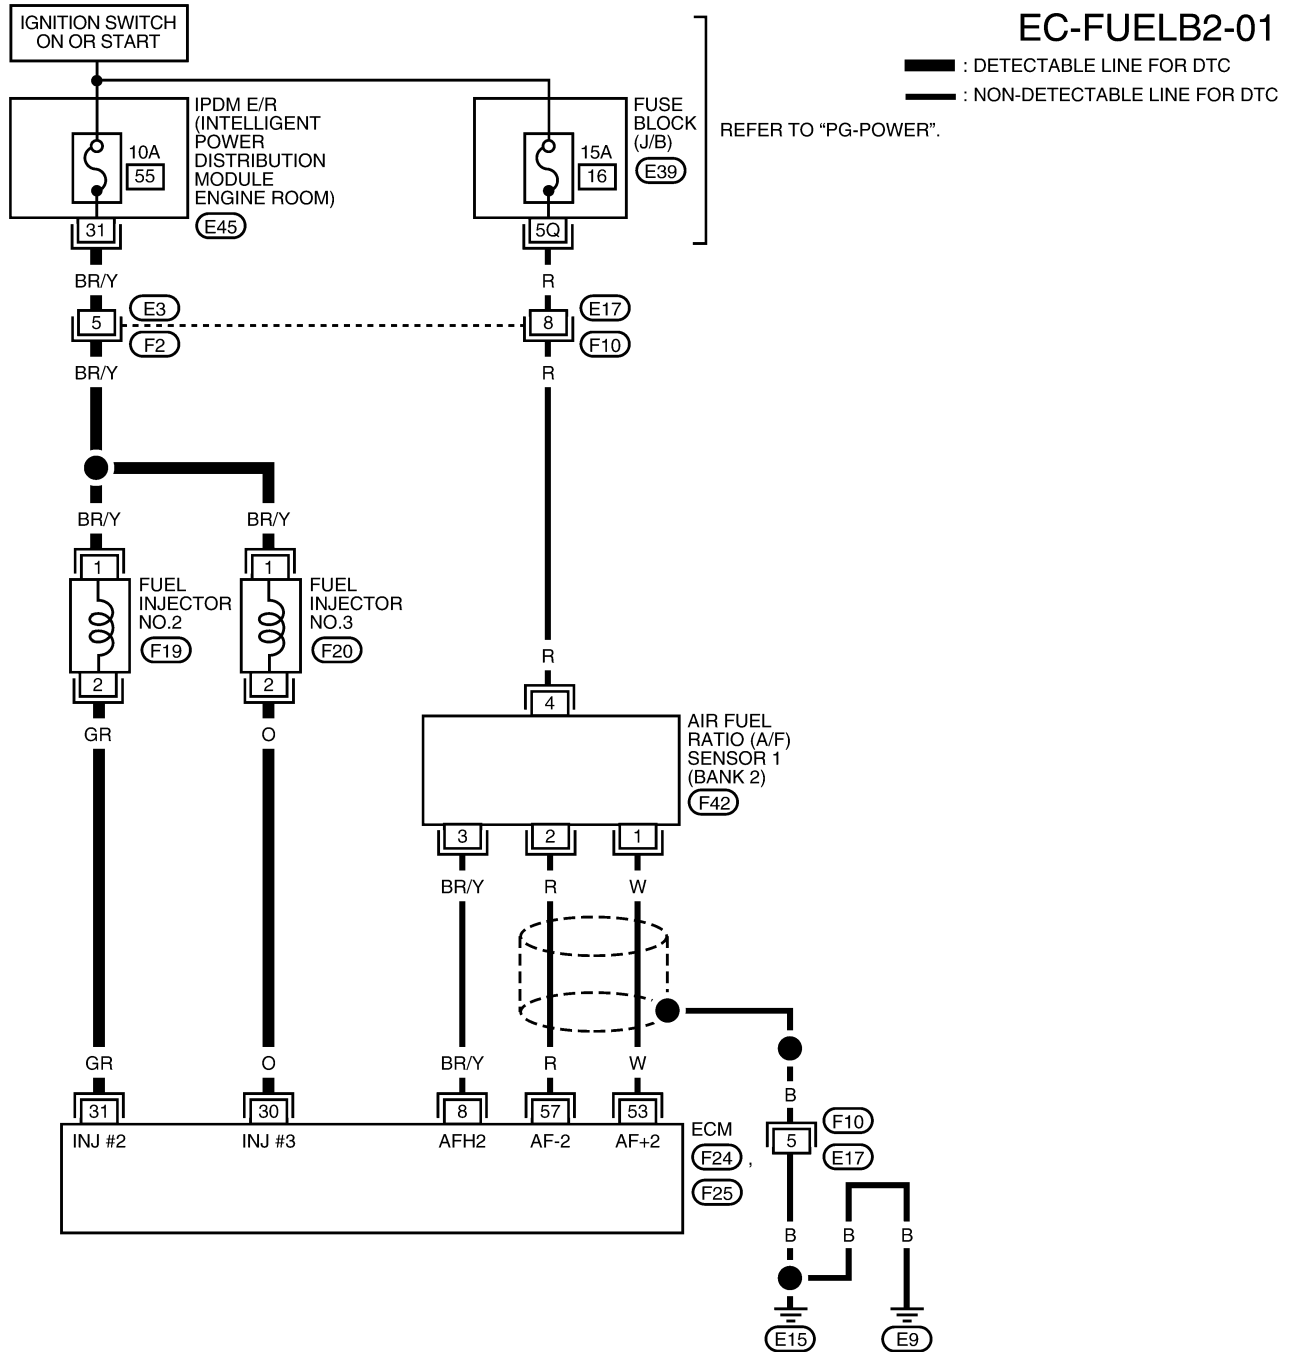 EC-FUELB2-01
: DETECTABLE LINE FOR DTC
: NON-DETECTABLE LINE FOR DTC
IGNITION SWITCH
ON OR START
IPDM E/R
(INTELLIGENT
POWER
DISTRIBUTION
MODULE
ENGINE ROOM)
E45
10A
55
31
FUSE
BLOCK
(J/B)
E39
15A
16
5Q
REFER TO “PG-POWER”.
BR/Y
R
5
E3
F2
8
E17
F10
BR/Y
R
BR/Y
BR/Y
1
1
FUEL
INJECTOR
NO.2
F19
FUEL
INJECTOR
NO.3
F20
2
2
GR
O
R
4
AIR FUEL
RATIO (A/F)
SENSOR 1
(BANK 2)
F42
3
2
1
BR/Y
R
W
GR
O
BR/Y
R
W
31
30
8
57
53
INJ #2
INJ #3
AFH2
AF-2
AF+2
ECM
F24 ,
F25
B
5
F10
E17
B
B
B
E15
E9